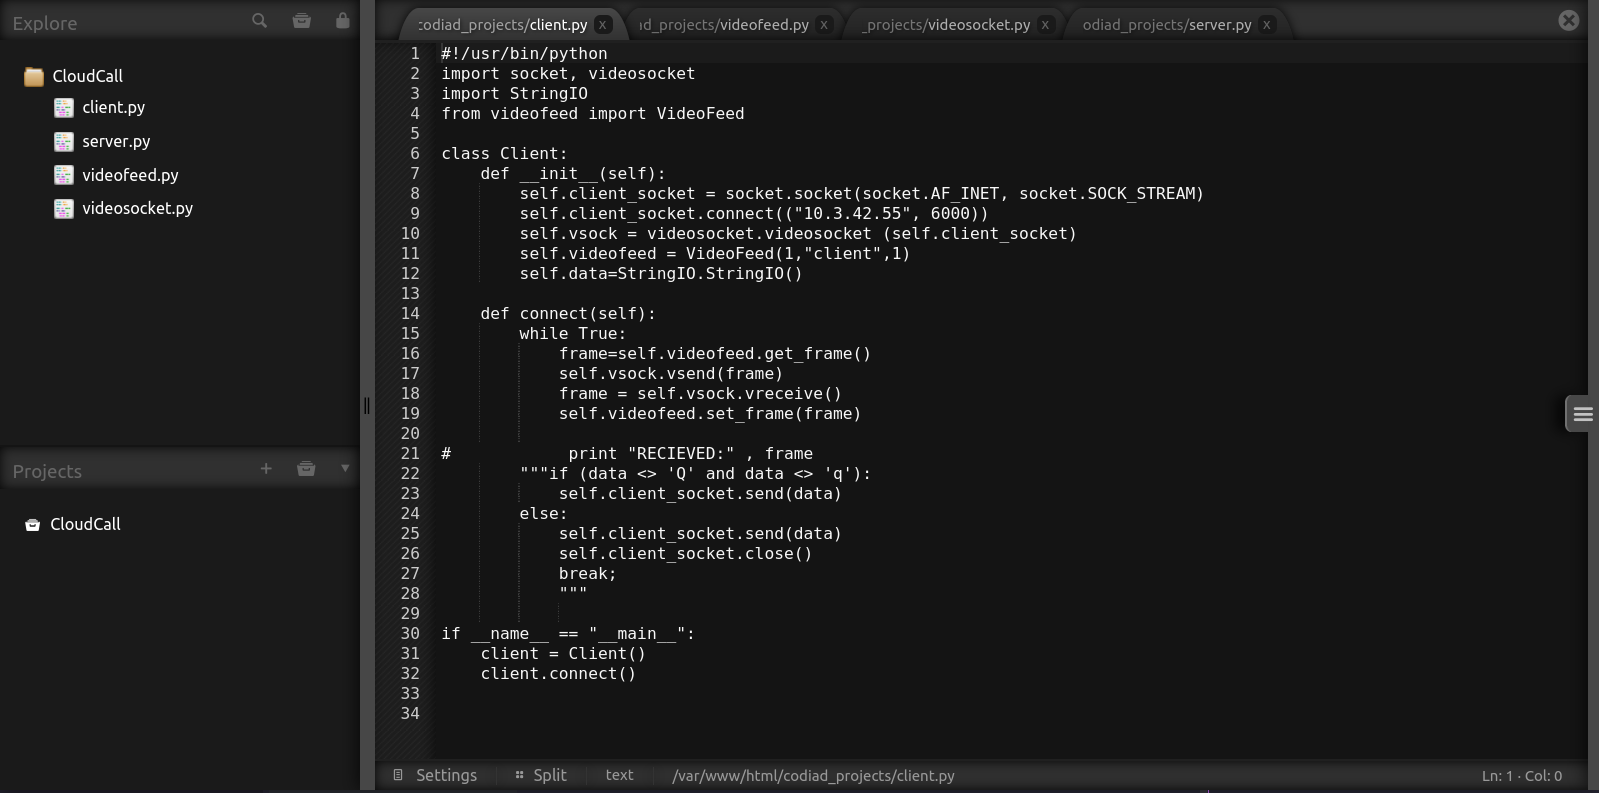 Explore
CloudCall
client.py
server.py
videofeed.py
videosocket.py
Projects
CloudCall
codiad_projects/client.py x
ad_projects/videofeed.py x
_projects/videosocket.py x
odiad_projects/server.py x
1 #!/usr/bin/python
2 import socket, videosocket
3 import StringIO
4 from videofeed import VideoFeed
5
6 class Client:
7     def __init__(self):
8         self.client_socket = socket.socket(socket.AF_INET, socket.SOCK_STREAM)
9         self.client_socket.connect(("10.3.42.55", 6000))
10         self.vsock = videosocket.videosocket (self.client_socket)
11         self.videofeed = VideoFeed(1,"client",1)
12         self.data=StringIO.StringIO()
13
14     def connect(self):
15         while True:
16             frame=self.videofeed.get_frame()
17             self.vsock.vsend(frame)
18             frame = self.vsock.vreceive()
19             self.videofeed.set_frame(frame)
20
21 #            print "RECIEVED:" , frame
22         """if (data <> 'Q' and data <> 'q'):
23             self.client_socket.send(data)
24         else:
25             self.client_socket.send(data)
26             self.client_socket.close()
27             break;
28             """
29
30 if __name__ == "__main__":
31     client = Client()
32     client.connect()
33
34
Settings Split text /var/www/html/codiad_projects/client.py Ln: 1 · Col: 0